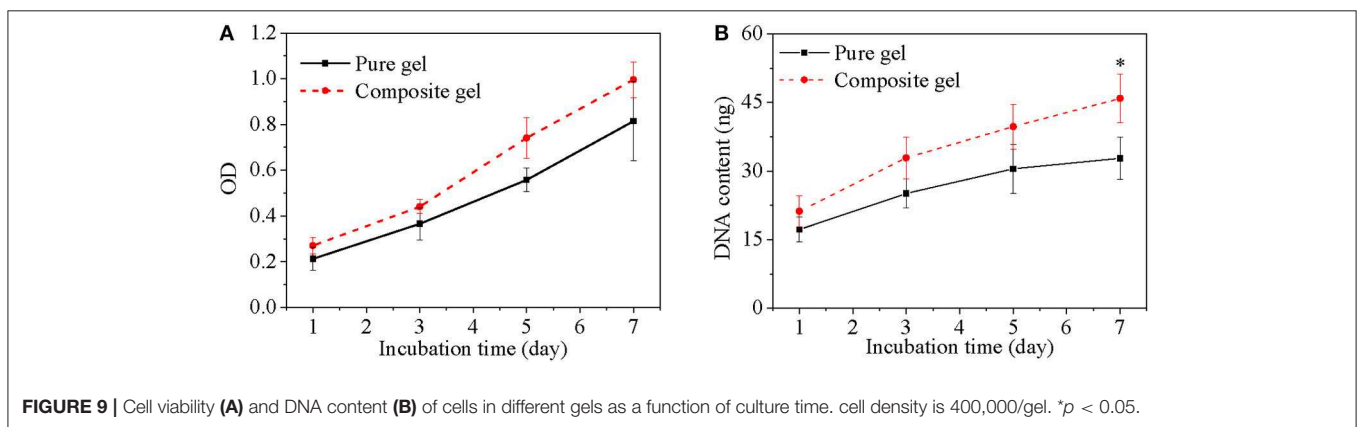 A
1.2
1.0
0.8
0.6
0.4
0.2
0.0
OD
Pure gel
Composite gel
1 2 3 4 5 6 7
Incubation time (day)
B
60
45
30
15
0
DNA content (ng)
Pure gel
Composite gel
*
1 2 3 4 5 6 7
Incubation time (day)
FIGURE 9 | Cell viability (A) and DNA content (B) of cells in different gels as a function of culture time. cell density is 400,000/gel. *p < 0.05.